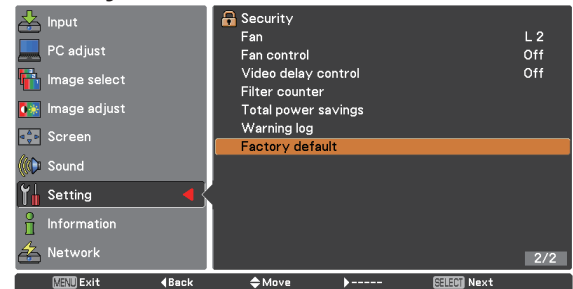 Input
PC adjust
Image select
Image adjust
Screen
Sound
Setting
Information
Network
Security
Fan L 2
Fan control Off
Video delay control Off
Filter counter
Total power savings
Warning log
Factory default
2/2
MENU Exit Back Move ----- SELECT Next